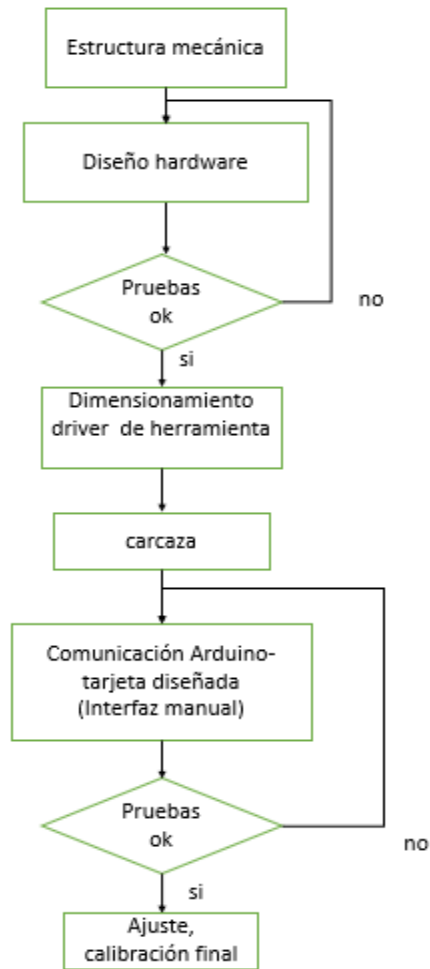 Estructura mecánica
Diseño hardware
Pruebas
ok
no
si
Dimensionamiento
driver de herramienta
carcaza
Comunicación Arduino-
tarjeta diseñada
(Interfaz manual)
Pruebas
ok
no
si
Ajuste,
calibración final